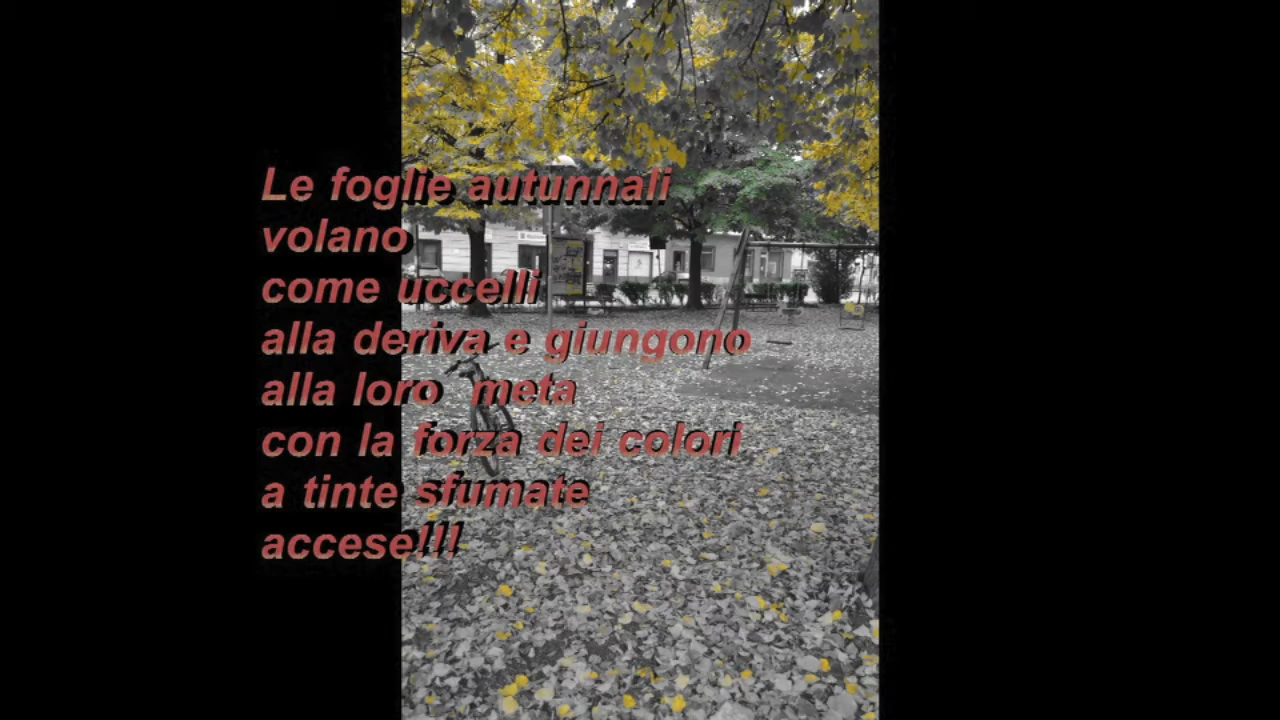 Le foglie autunnali
volano
come uccelli
alla deriva e giungono
alla loro  meta
con la forza dei colori
a tinte sfumate
accese!!!